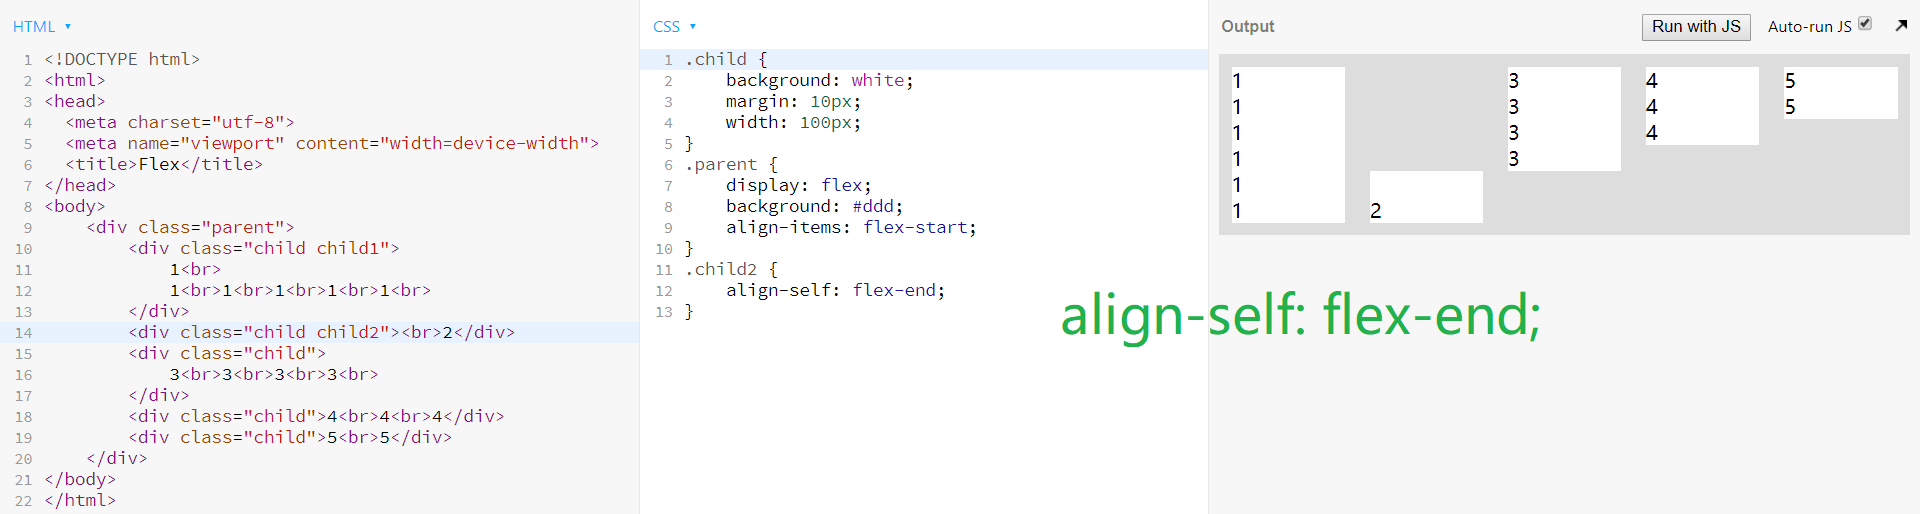 HTML ▾
1 <!DOCTYPE html>
2 <html>
3 <head>
4   <meta charset="utf-8">
5   <meta name="viewport" content="width=device-width">
6   <title>Flex</title>
7 </head>
8 <body>
9     <div class="parent">
10         <div class="child child1">
11             1<br>
12             1<br>1<br>1<br>1<br>1<br>
13         </div>
14         <div class="child child2"><br>2</div>
15         <div class="child">
16             3<br>3<br>3<br>3<br>
17         </div>
18         <div class="child">4<br>4<br>4</div>
19         <div class="child">5<br>5</div>
20     </div>
21 </body>
22 </html>
CSS ▾
1 .child {
2     background: white;
3     margin: 10px;
4     width: 100px;
5 }
6 .parent {
7     display: flex;
8     background: #ddd;
9     align-items: flex-start;
10 }
11 .child2 {
12     align-self: flex-end;
13 }
Output Run with JS Auto-run JS
1 3 4 5
1 3 4 5
1 3 4
1 3
1
1 2
align-self: flex-end;